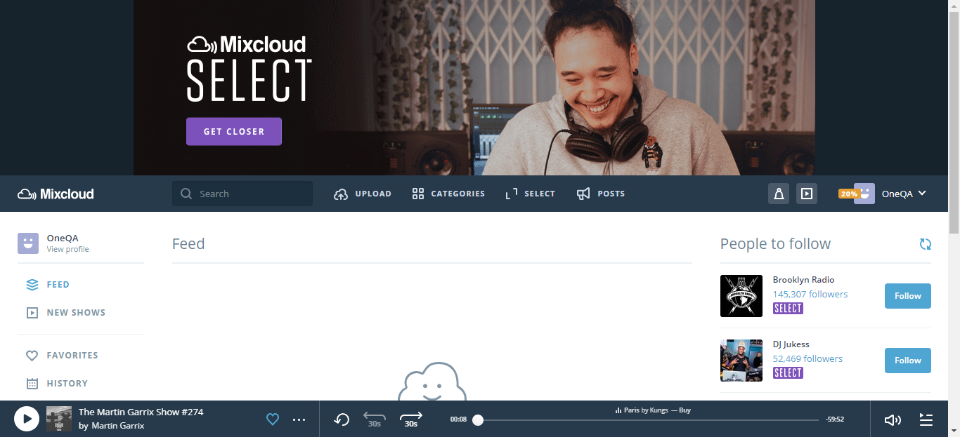 Mixcloud
SELECT
GET CLOSER
Mixcloud
Search
UPLOAD
CATEGORIES
SELECT
POSTS
20%
OneQA
OneQA
View profile
FEED
NEW SHOWS
FAVORITES
HISTORY
Feed
People to follow
Brooklyn Radio
145,307 followers
SELECT
Follow
DJ Jukess
52,469 followers
SELECT
Follow
The Martin Garrix Show #274
by Martin Garrix
30s
30s
00:08
Paris by Kungs — Buy
-59:52